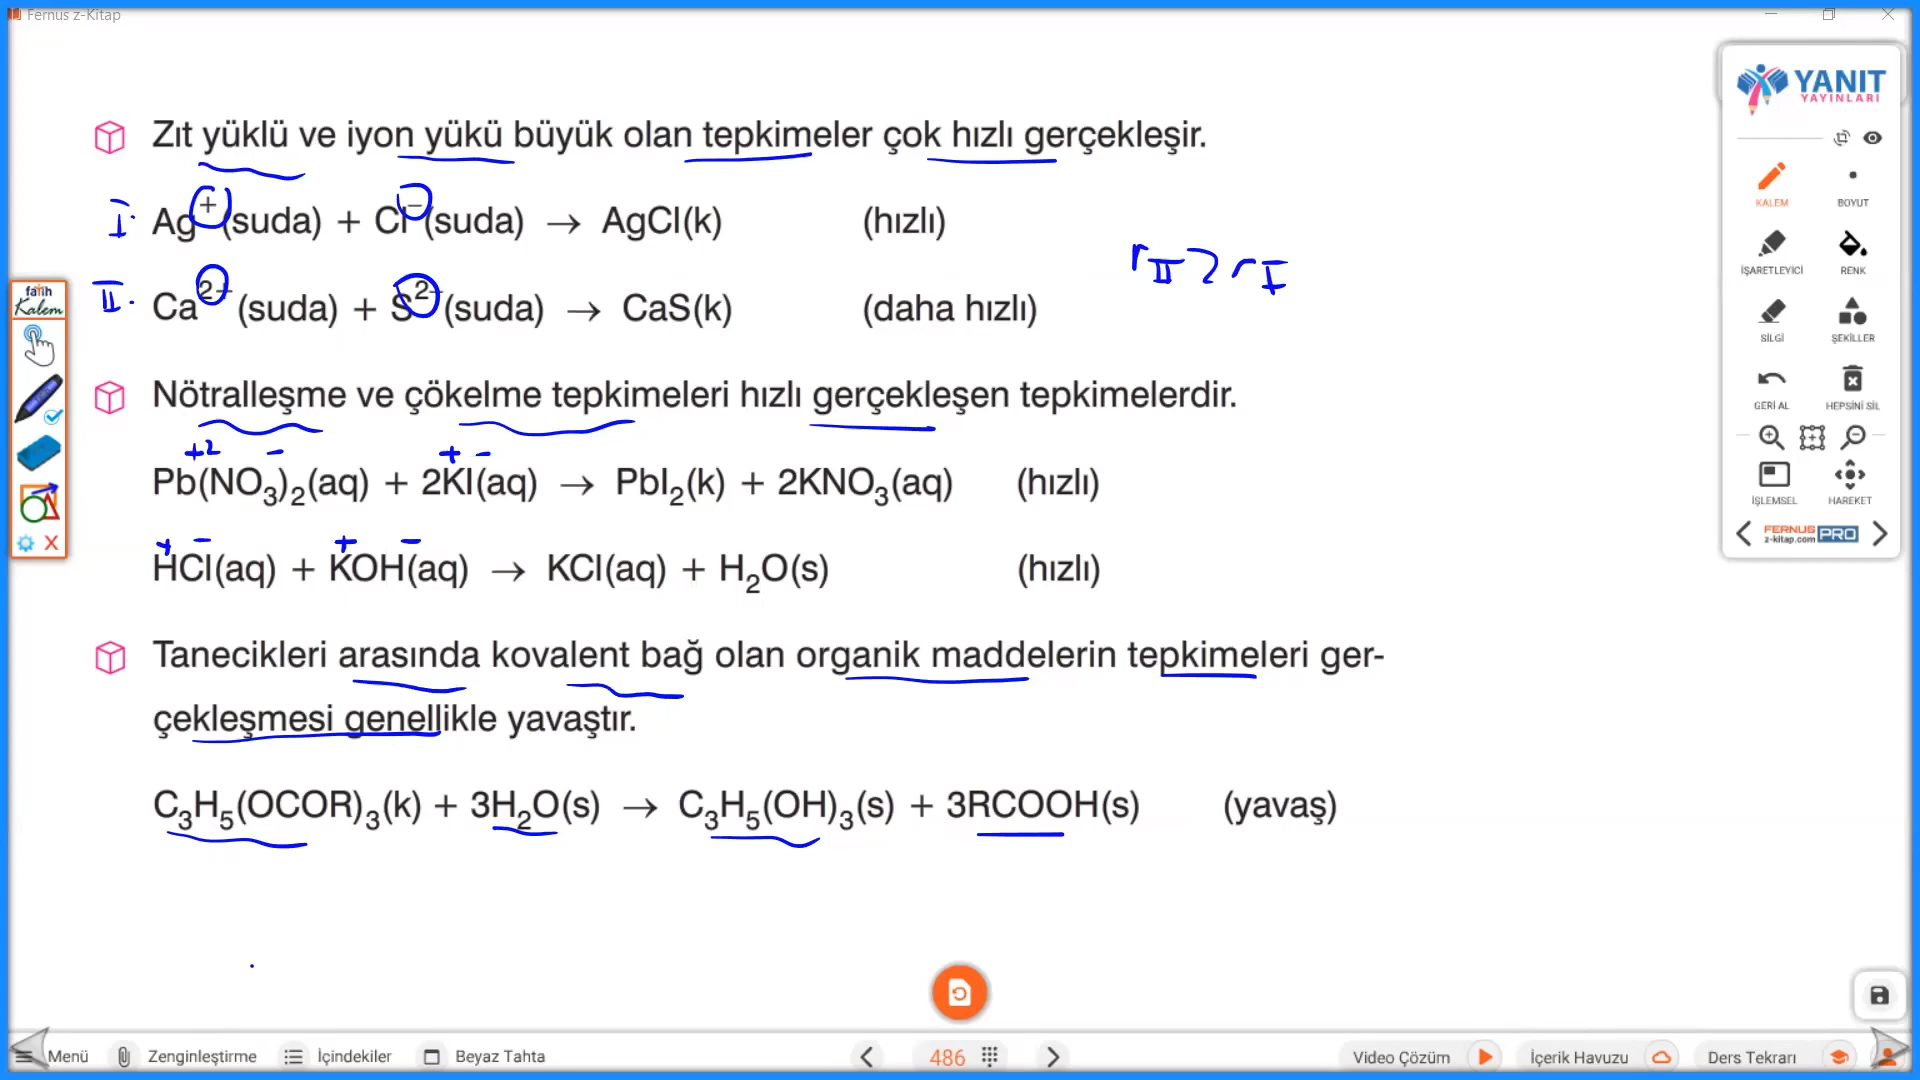 Fernus z-Kitap
YANIT
YAYINLARI
Zıt yüklü ve iyon yükü büyük olan tepkimeler çok hızlı gerçekleşir.
I. Ag⁺(suda) + Cl⁻(suda) → AgCl(k) (hızlı)
r_II > r_I
II. Ca²⁺(suda) + S²⁻(suda) → CaS(k) (daha hızlı)
Nötralleşme ve çökelme tepkimeleri hızlı gerçekleşen tepkimelerdir.
+2 - + -
Pb(NO₃)₂(aq) + 2KI(aq) → PbI₂(k) + 2KNO₃(aq) (hızlı)
+ - + -
HCl(aq) + KOH(aq) → KCl(aq) + H₂O(s) (hızlı)
Tanecikleri arasında kovalent bağ olan organik maddelerin tepkimeleri ger-
çekleşmesi genellikle yavaştır.
C₃H₅(OCOR)₃(k) + 3H₂O(s) → C₃H₅(OH)₃(s) + 3RCOOH(s) (yavaş)
fatih
Kalem
KALEM BOYUT
İŞARETLEYİCİ RENK
SİLGİ ŞEKİLLER
GERİ AL HEPSİNİ SİL
İŞLEMSEL HAREKET
FERNUS
z-kitap.com PRO
Menü Zenginleştirme İçindekiler Beyaz Tahta 486 Video Çözüm İçerik Havuzu Ders Tekrarı